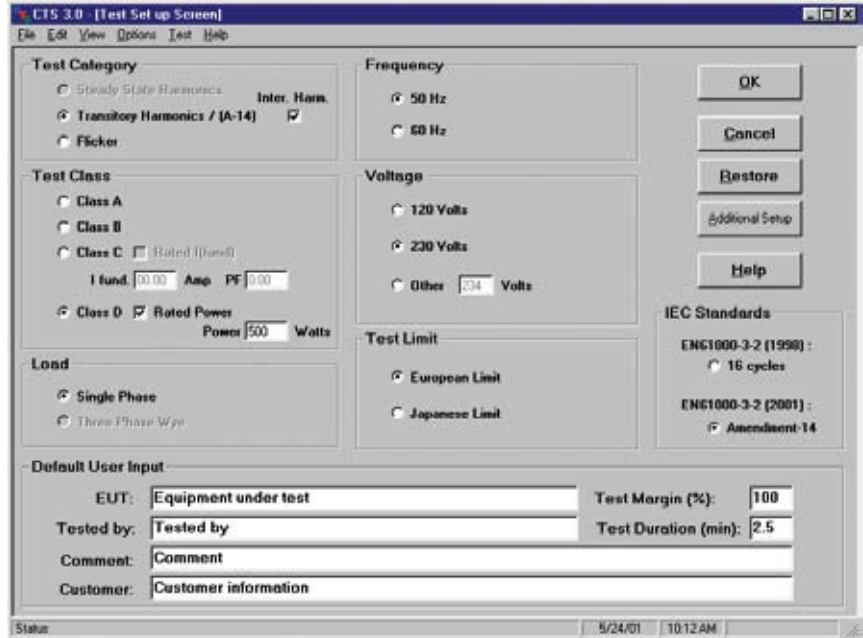 CTS 3.0 - [Test Set up Screen]
File Edit View Options Test Help
Test Category
Steady State Harmonics
Inter. Harm.
Transitory Harmonics / (A-14)
Flicker
Test Class
Class A
Class B
Class C Rated I(fund)
I fund. 00.00 Amp PF 0.00
Class D Rated Power
Power 500 Watts
Load
Single Phase
Three Phase Wye
Frequency
50 Hz
60 Hz
Voltage
120 Volts
230 Volts
Other 234 Volts
Test Limit
European Limit
Japanese Limit
OK
Cancel
Restore
Additional Setup
Help
IEC Standards
EN61000-3-2 (1998) :
16 cycles
EN61000-3-2 (2001) :
Amendment-14
Default User Input
EUT: Equipment under test
Test Margin (%): 100
Tested by: Tested by
Test Duration (min): 2.5
Comment: Comment
Customer: Customer information
Status 5/24/01 10:12 AM